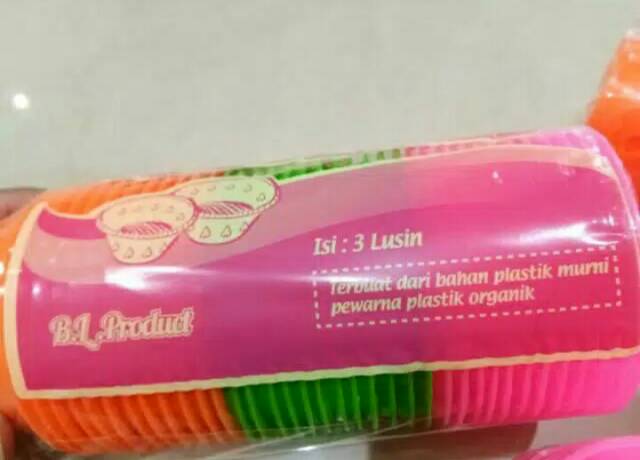 Isi : 3 Lusin
Terbuat dari bahan plastik murni
pewarna plastik organik
B.L.Product